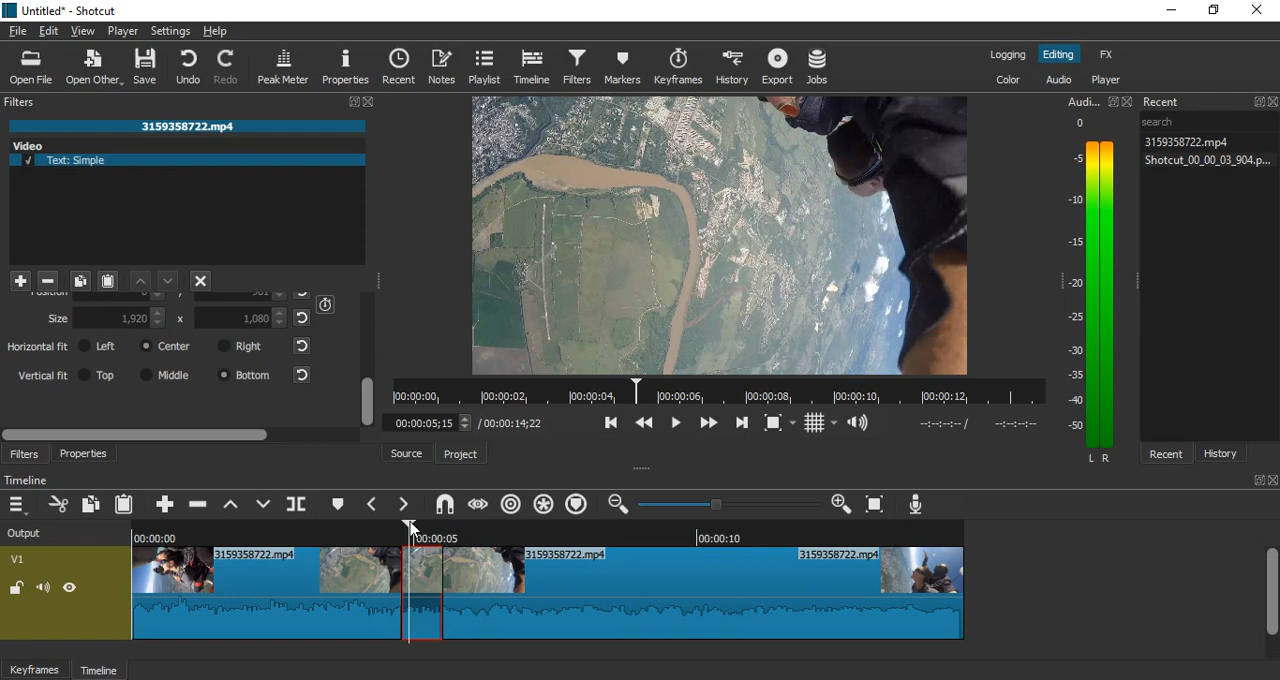 Untitled* - Shotcut
File Edit View Player Settings Help
Open File Open Other Save Undo Redo Peak Meter Properties Recent Notes Playlist Timeline Filters Markers Keyframes History Export Jobs
Logging Editing FX
Color Audio Player
Filters
3159358722.mp4
Video
✓ Text: Simple
Size 1,920 x 1,080
Horizontal fit Left Center Right
Vertical fit Top Middle Bottom
Filters Properties
00:00:00 00:00:02 00:00:04 00:00:06 00:00:08 00:00:10 00:00:12
00:00:05;15 / 00:00:14;22
--:--:--:-- / --:--:--:--
Source Project
Audi...
0
-5
-10
-15
-20
-25
-30
-35
-40
-50
L R
Recent
search
3159358722.mp4
Shotcut_00_00_03_904.p...
Recent History
Timeline
Output
00:00:00 00:00:05 00:00:10
V1
3159358722.mp4 3159358722.mp4 3159358722.mp4
Keyframes Timeline